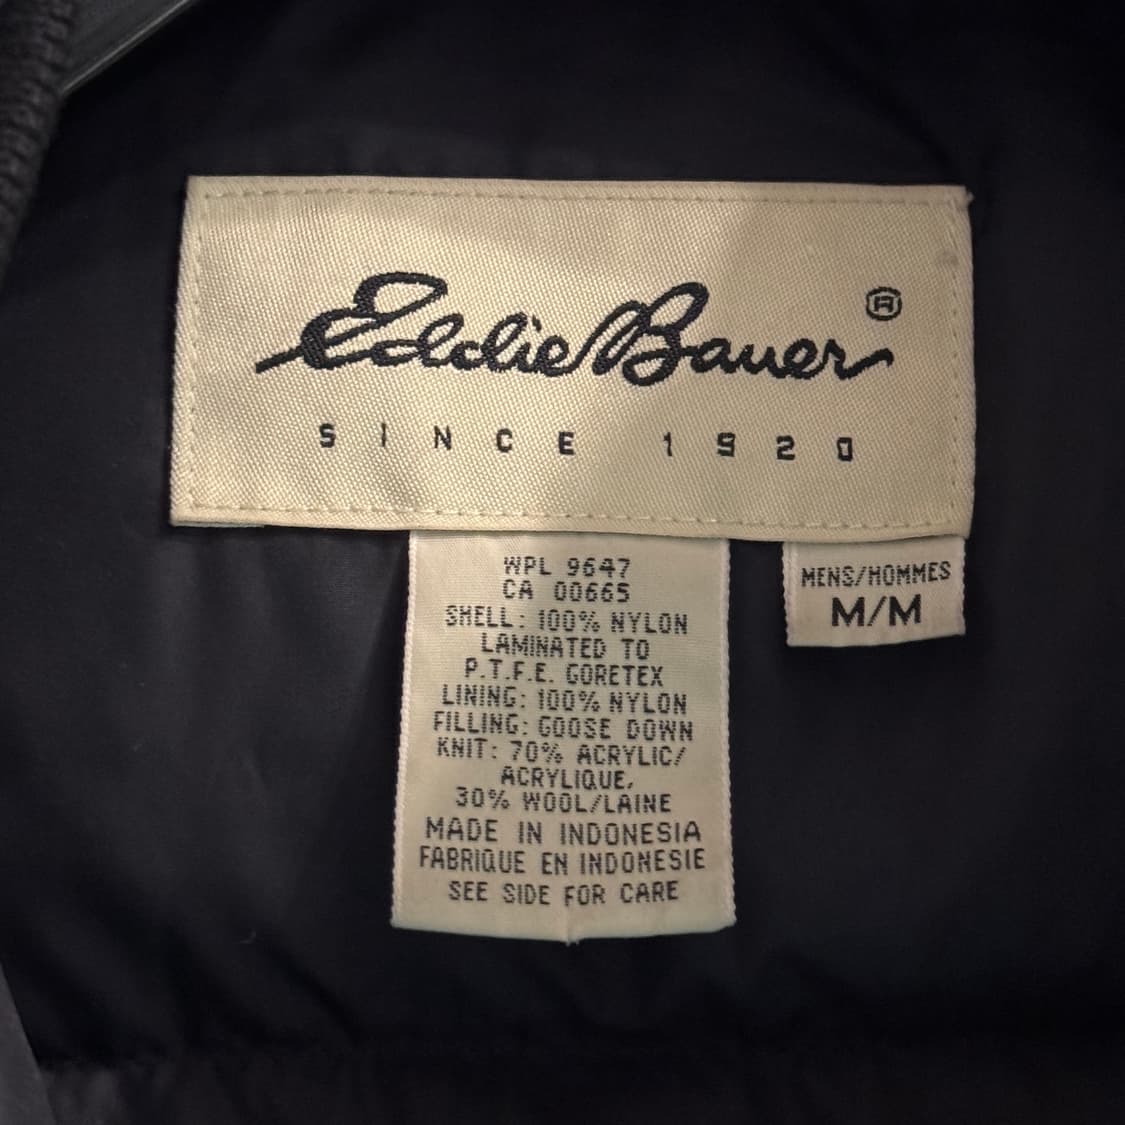 Eddie Bauer ®
SINCE 1920
WPL 9647
CA 00665
SHELL: 100% NYLON
LAMINATED TO
P.T.F.E. GORETEX
LINING: 100% NYLON
FILLING: GOOSE DOWN
KNIT: 70% ACRYLIC/
ACRYLIQUE,
30% WOOL/LAINE
MADE IN INDONESIA
FABRIQUE EN INDONESIE
SEE SIDE FOR CARE
MENS/HOMMES
M/M